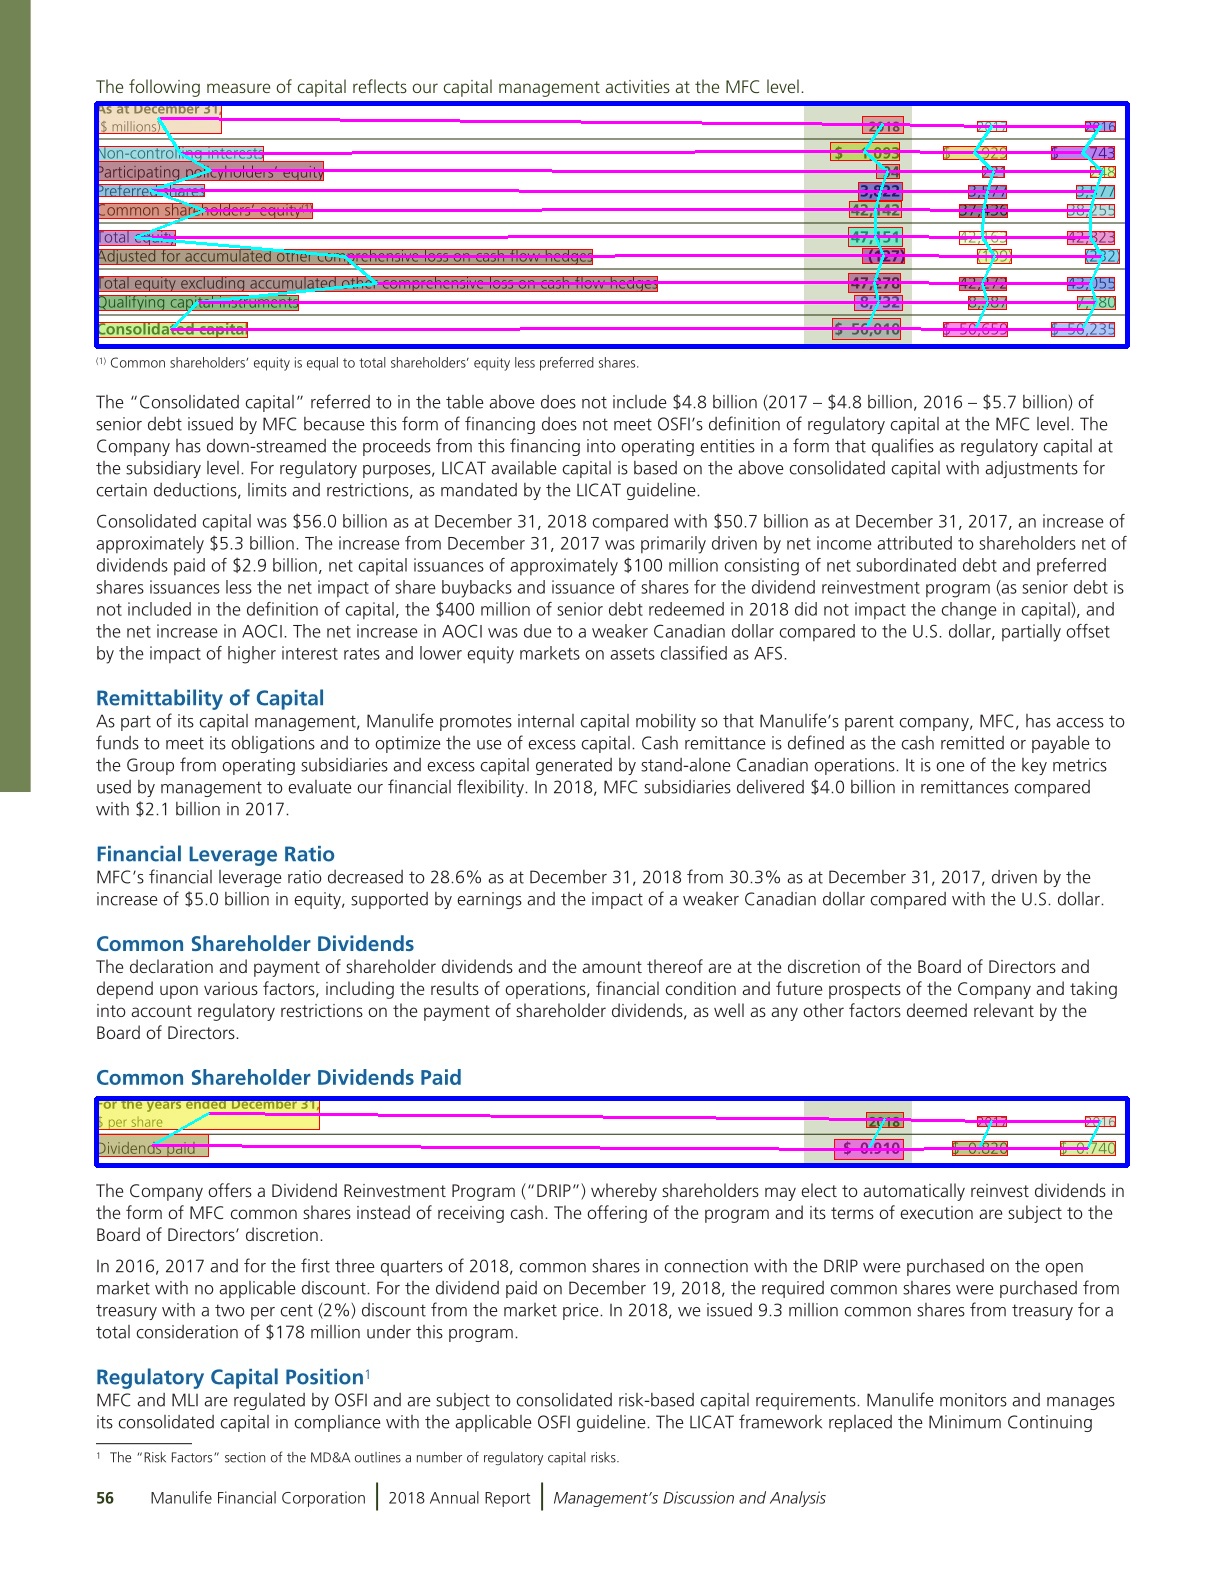 The following measure of capital reflects our capital management activities at the MFC level.
As at December 31,
($ millions) 2018 2017 2016
Non-controlling interests $ 1,093 $ 929 $ 743
Participating policyholders' equity 94 221 248
Preferred shares 3,822 3,577 3,577
Common shareholders' equity(1) 42,142 37,436 38,255
Total equity 47,151 42,163 42,823
Adjusted for accumulated other comprehensive loss on cash flow hedges (127) (109) (232)
Total equity excluding accumulated other comprehensive loss on cash flow hedges 47,278 42,272 43,055
Qualifying capital instruments 8,732 8,387 7,180
Consolidated capital $ 56,010 $ 50,659 $ 50,235
(1) Common shareholders' equity is equal to total shareholders' equity less preferred shares.
The “Consolidated capital” referred to in the table above does not include $4.8 billion (2017 – $4.8 billion, 2016 – $5.7 billion) of
senior debt issued by MFC because this form of financing does not meet OSFI’s definition of regulatory capital at the MFC level. The
Company has down-streamed the proceeds from this financing into operating entities in a form that qualifies as regulatory capital at
the subsidiary level. For regulatory purposes, LICAT available capital is based on the above consolidated capital with adjustments for
certain deductions, limits and restrictions, as mandated by the LICAT guideline.
Consolidated capital was $56.0 billion as at December 31, 2018 compared with $50.7 billion as at December 31, 2017, an increase of
approximately $5.3 billion. The increase from December 31, 2017 was primarily driven by net income attributed to shareholders net of
dividends paid of $2.9 billion, net capital issuances of approximately $100 million consisting of net subordinated debt and preferred
shares issuances less the net impact of share buybacks and issuance of shares for the dividend reinvestment program (as senior debt is
not included in the definition of capital, the $400 million of senior debt redeemed in 2018 did not impact the change in capital), and
the net increase in AOCI. The net increase in AOCI was due to a weaker Canadian dollar compared to the U.S. dollar, partially offset
by the impact of higher interest rates and lower equity markets on assets classified as AFS.
Remittability of Capital
As part of its capital management, Manulife promotes internal capital mobility so that Manulife’s parent company, MFC, has access to
funds to meet its obligations and to optimize the use of excess capital. Cash remittance is defined as the cash remitted or payable to
the Group from operating subsidiaries and excess capital generated by stand-alone Canadian operations. It is one of the key metrics
used by management to evaluate our financial flexibility. In 2018, MFC subsidiaries delivered $4.0 billion in remittances compared
with $2.1 billion in 2017.
Financial Leverage Ratio
MFC’s financial leverage ratio decreased to 28.6% as at December 31, 2018 from 30.3% as at December 31, 2017, driven by the
increase of $5.0 billion in equity, supported by earnings and the impact of a weaker Canadian dollar compared with the U.S. dollar.
Common Shareholder Dividends
The declaration and payment of shareholder dividends and the amount thereof are at the discretion of the Board of Directors and
depend upon various factors, including the results of operations, financial condition and future prospects of the Company and taking
into account regulatory restrictions on the payment of shareholder dividends, as well as any other factors deemed relevant by the
Board of Directors.
Common Shareholder Dividends Paid
For the years ended December 31,
$ per share 2018 2017 2016
Dividends paid $ 0.910 $ 0.820 $ 0.740
The Company offers a Dividend Reinvestment Program (“DRIP”) whereby shareholders may elect to automatically reinvest dividends in
the form of MFC common shares instead of receiving cash. The offering of the program and its terms of execution are subject to the
Board of Directors’ discretion.
In 2016, 2017 and for the first three quarters of 2018, common shares in connection with the DRIP were purchased on the open
market with no applicable discount. For the dividend paid on December 19, 2018, the required common shares were purchased from
treasury with a two per cent (2%) discount from the market price. In 2018, we issued 9.3 million common shares from treasury for a
total consideration of $178 million under this program.
Regulatory Capital Position1
MFC and MLI are regulated by OSFI and are subject to consolidated risk-based capital requirements. Manulife monitors and manages
its consolidated capital in compliance with the applicable OSFI guideline. The LICAT framework replaced the Minimum Continuing
1 The “Risk Factors” section of the MD&A outlines a number of regulatory capital risks.
56 Manulife Financial Corporation | 2018 Annual Report | Management’s Discussion and Analysis